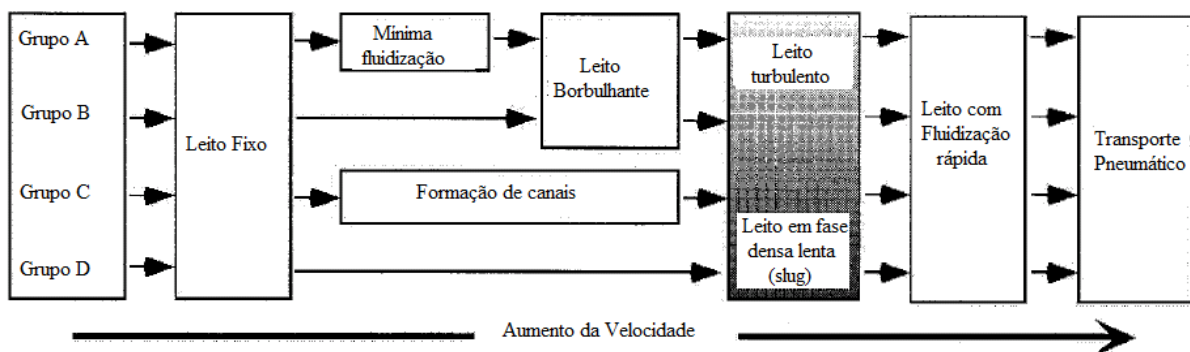 Grupo A
Grupo B
Grupo C
Grupo D
Leito Fixo
Mínima
fluidização
Formação de canais
Leito
Borbulhante
Leito
turbulento
Leito em fase
densa lenta
(slug)
Leito com
Fluidização
rápida
Transporte
Pneumático
Aumento da Velocidade